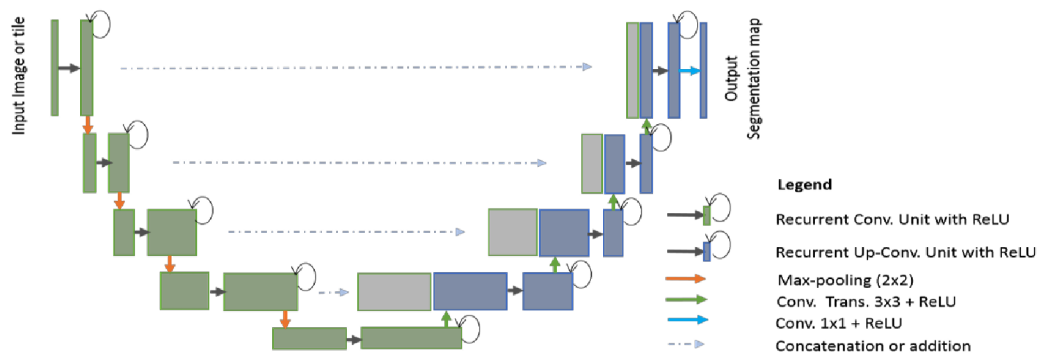 Input Image or tile
Output
Segmentation map
Legend
Recurrent Conv. Unit with ReLU
Recurrent Up-Conv. Unit with ReLU
Max-pooling (2x2)
Conv. Trans. 3x3 + ReLU
Conv. 1x1 + ReLU
Concatenation or addition